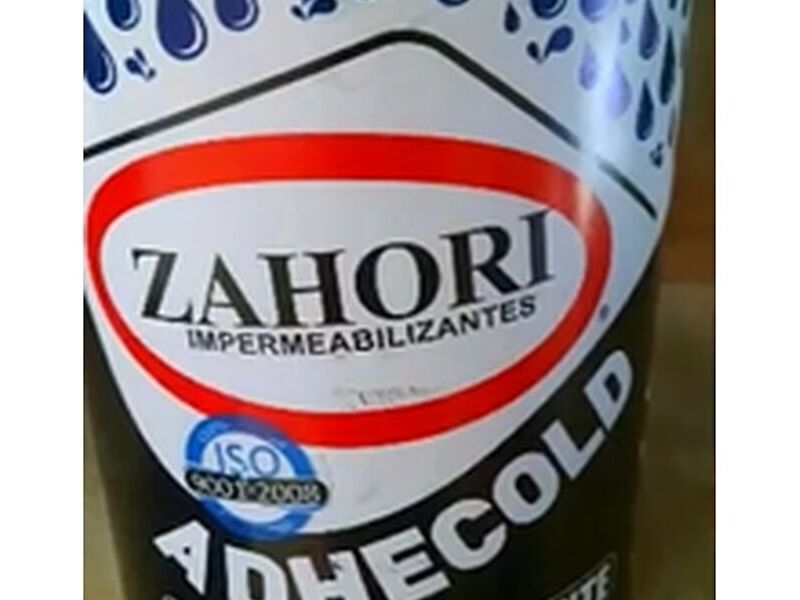 ZAHORI
IMPERMEABILIZANTES
®
ISO
9001:2008
ADHECOLD